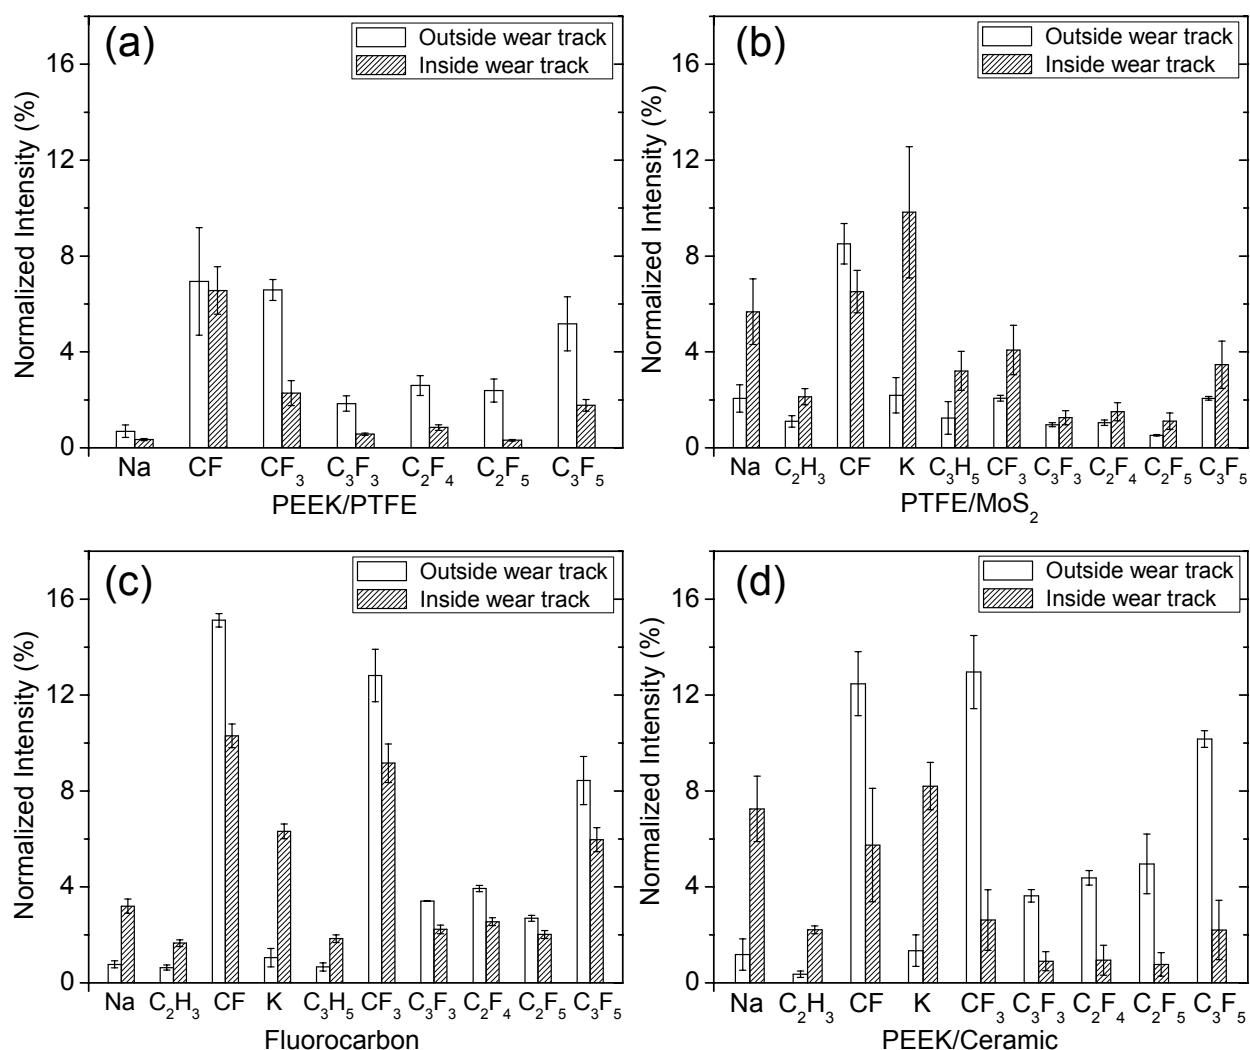 (a)
Outside wear track
Inside wear track
Normalized Intensity (%)
16
12
8
4
0
Na CF CF₃ C₃F₃ C₂F₄ C₂F₅ C₃F₅
PEEK/PTFE
(b)
Outside wear track
Inside wear track
Normalized Intensity (%)
16
12
8
4
0
Na C₂H₃ CF K C₃H₅ CF₃ C₃F₃ C₂F₄ C₂F₅ C₃F₅
PTFE/MoS₂
(c)
Outside wear track
Inside wear track
Normalized Intensity (%)
16
12
8
4
0
Na C₂H₃ CF K C₃H₅ CF₃ C₃F₃ C₂F₄ C₂F₅ C₃F₅
Fluorocarbon
(d)
Outside wear track
Inside wear track
Normalized Intensity (%)
16
12
8
4
0
Na C₂H₃ CF K CF₃ C₃F₃ C₂F₄ C₂F₅ C₃F₅
PEEK/Ceramic